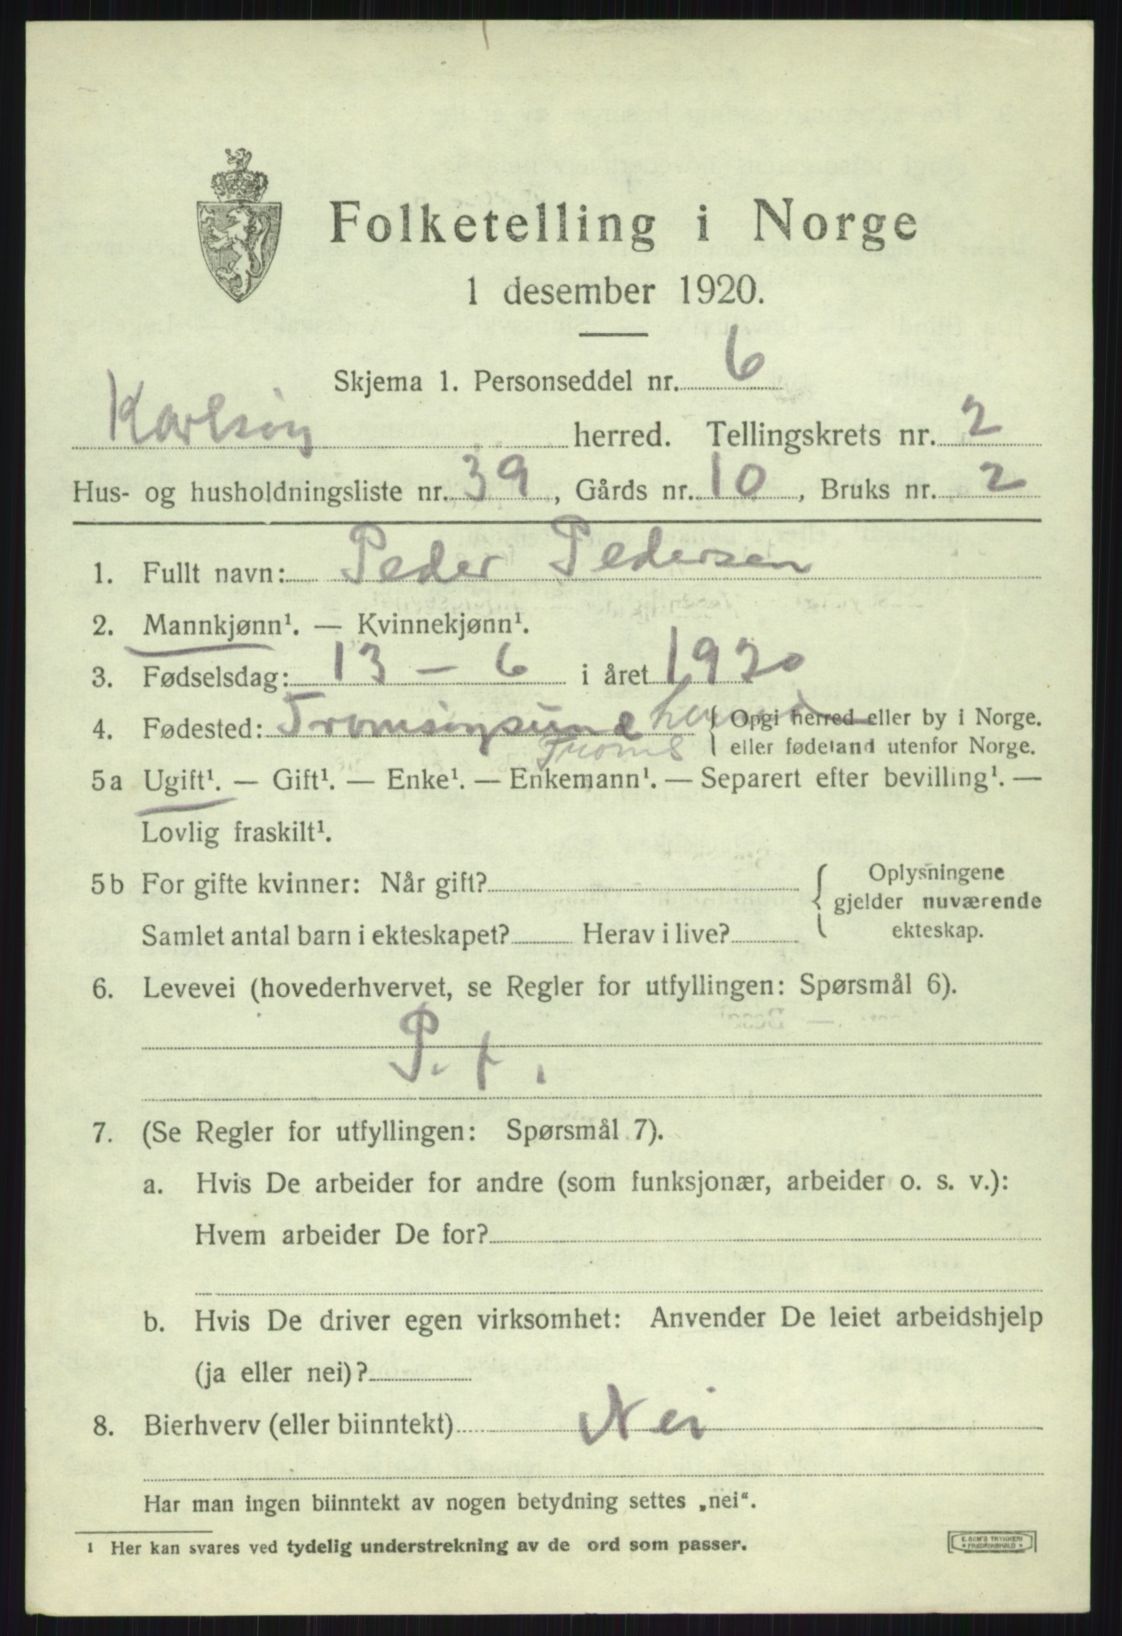 Folketelling i Norge
1 desember 1920.
Skjema 1. Personseddel nr. 6
Karlsøy herred. Tellingskrets nr. 2
Hus- og husholdningsliste nr. 39, Gårds nr. 10, Bruks nr. 2
1. Fullt navn: Peder Pedersen
2. Mannkjønn¹. — Kvinnekjønn¹.
3. Fødselsdag: 13 – 6 i året 1920
4. Fødested: Tromsøysund herred { Opgi herred eller by i Norge.
Troms eller fødeland utenfor Norge.
5a Ugift¹. — Gift¹. — Enke¹. — Enkemann¹. — Separert efter bevilling¹. —
Lovlig fraskilt¹.
5b For gifte kvinner: Når gift? { Oplysningene
gjelder nuværende
Samlet antal barn i ekteskapet? Herav i live? ekteskap.
6. Levevei (hovederhvervet, se Regler for utfyllingen: Spørsmål 6).
P. t.
7. (Se Regler for utfyllingen: Spørsmål 7).
a. Hvis De arbeider for andre (som funksjonær, arbeider o. s. v.):
Hvem arbeider De for?
b. Hvis De driver egen virksomhet: Anvender De leiet arbeidshjelp
(ja eller nei)?
8. Bierhverv (eller biinntekt) Nei
Har man ingen biinntekt av nogen betydning settes „nei“.
¹ Her kan svares ved tydelig understrekning av de ord som passer.